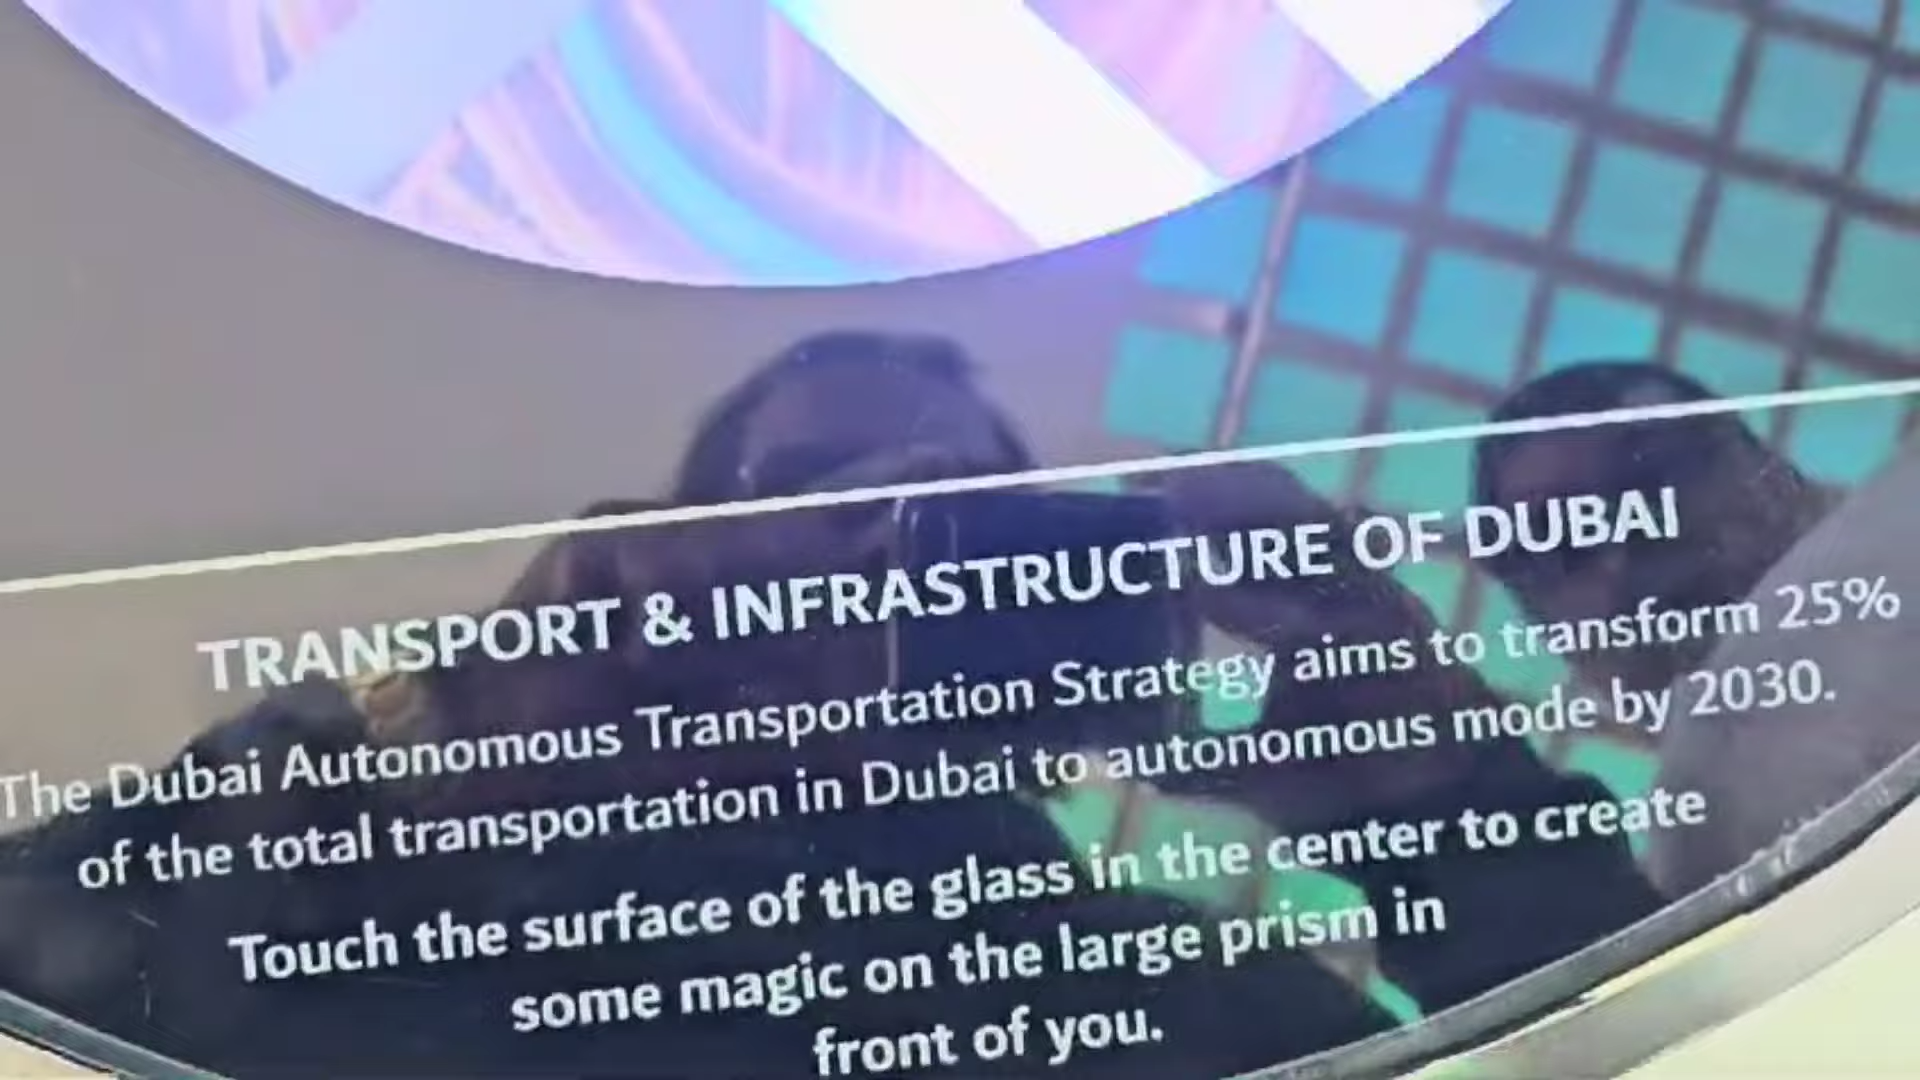 TRANSPORT & INFRASTRUCTURE OF DUBAI
The Dubai Autonomous Transportation Strategy aims to transform 25%
of the total transportation in Dubai to autonomous mode by 2030.
Touch the surface of the glass in the center to create
some magic on the large prism in
front of you.